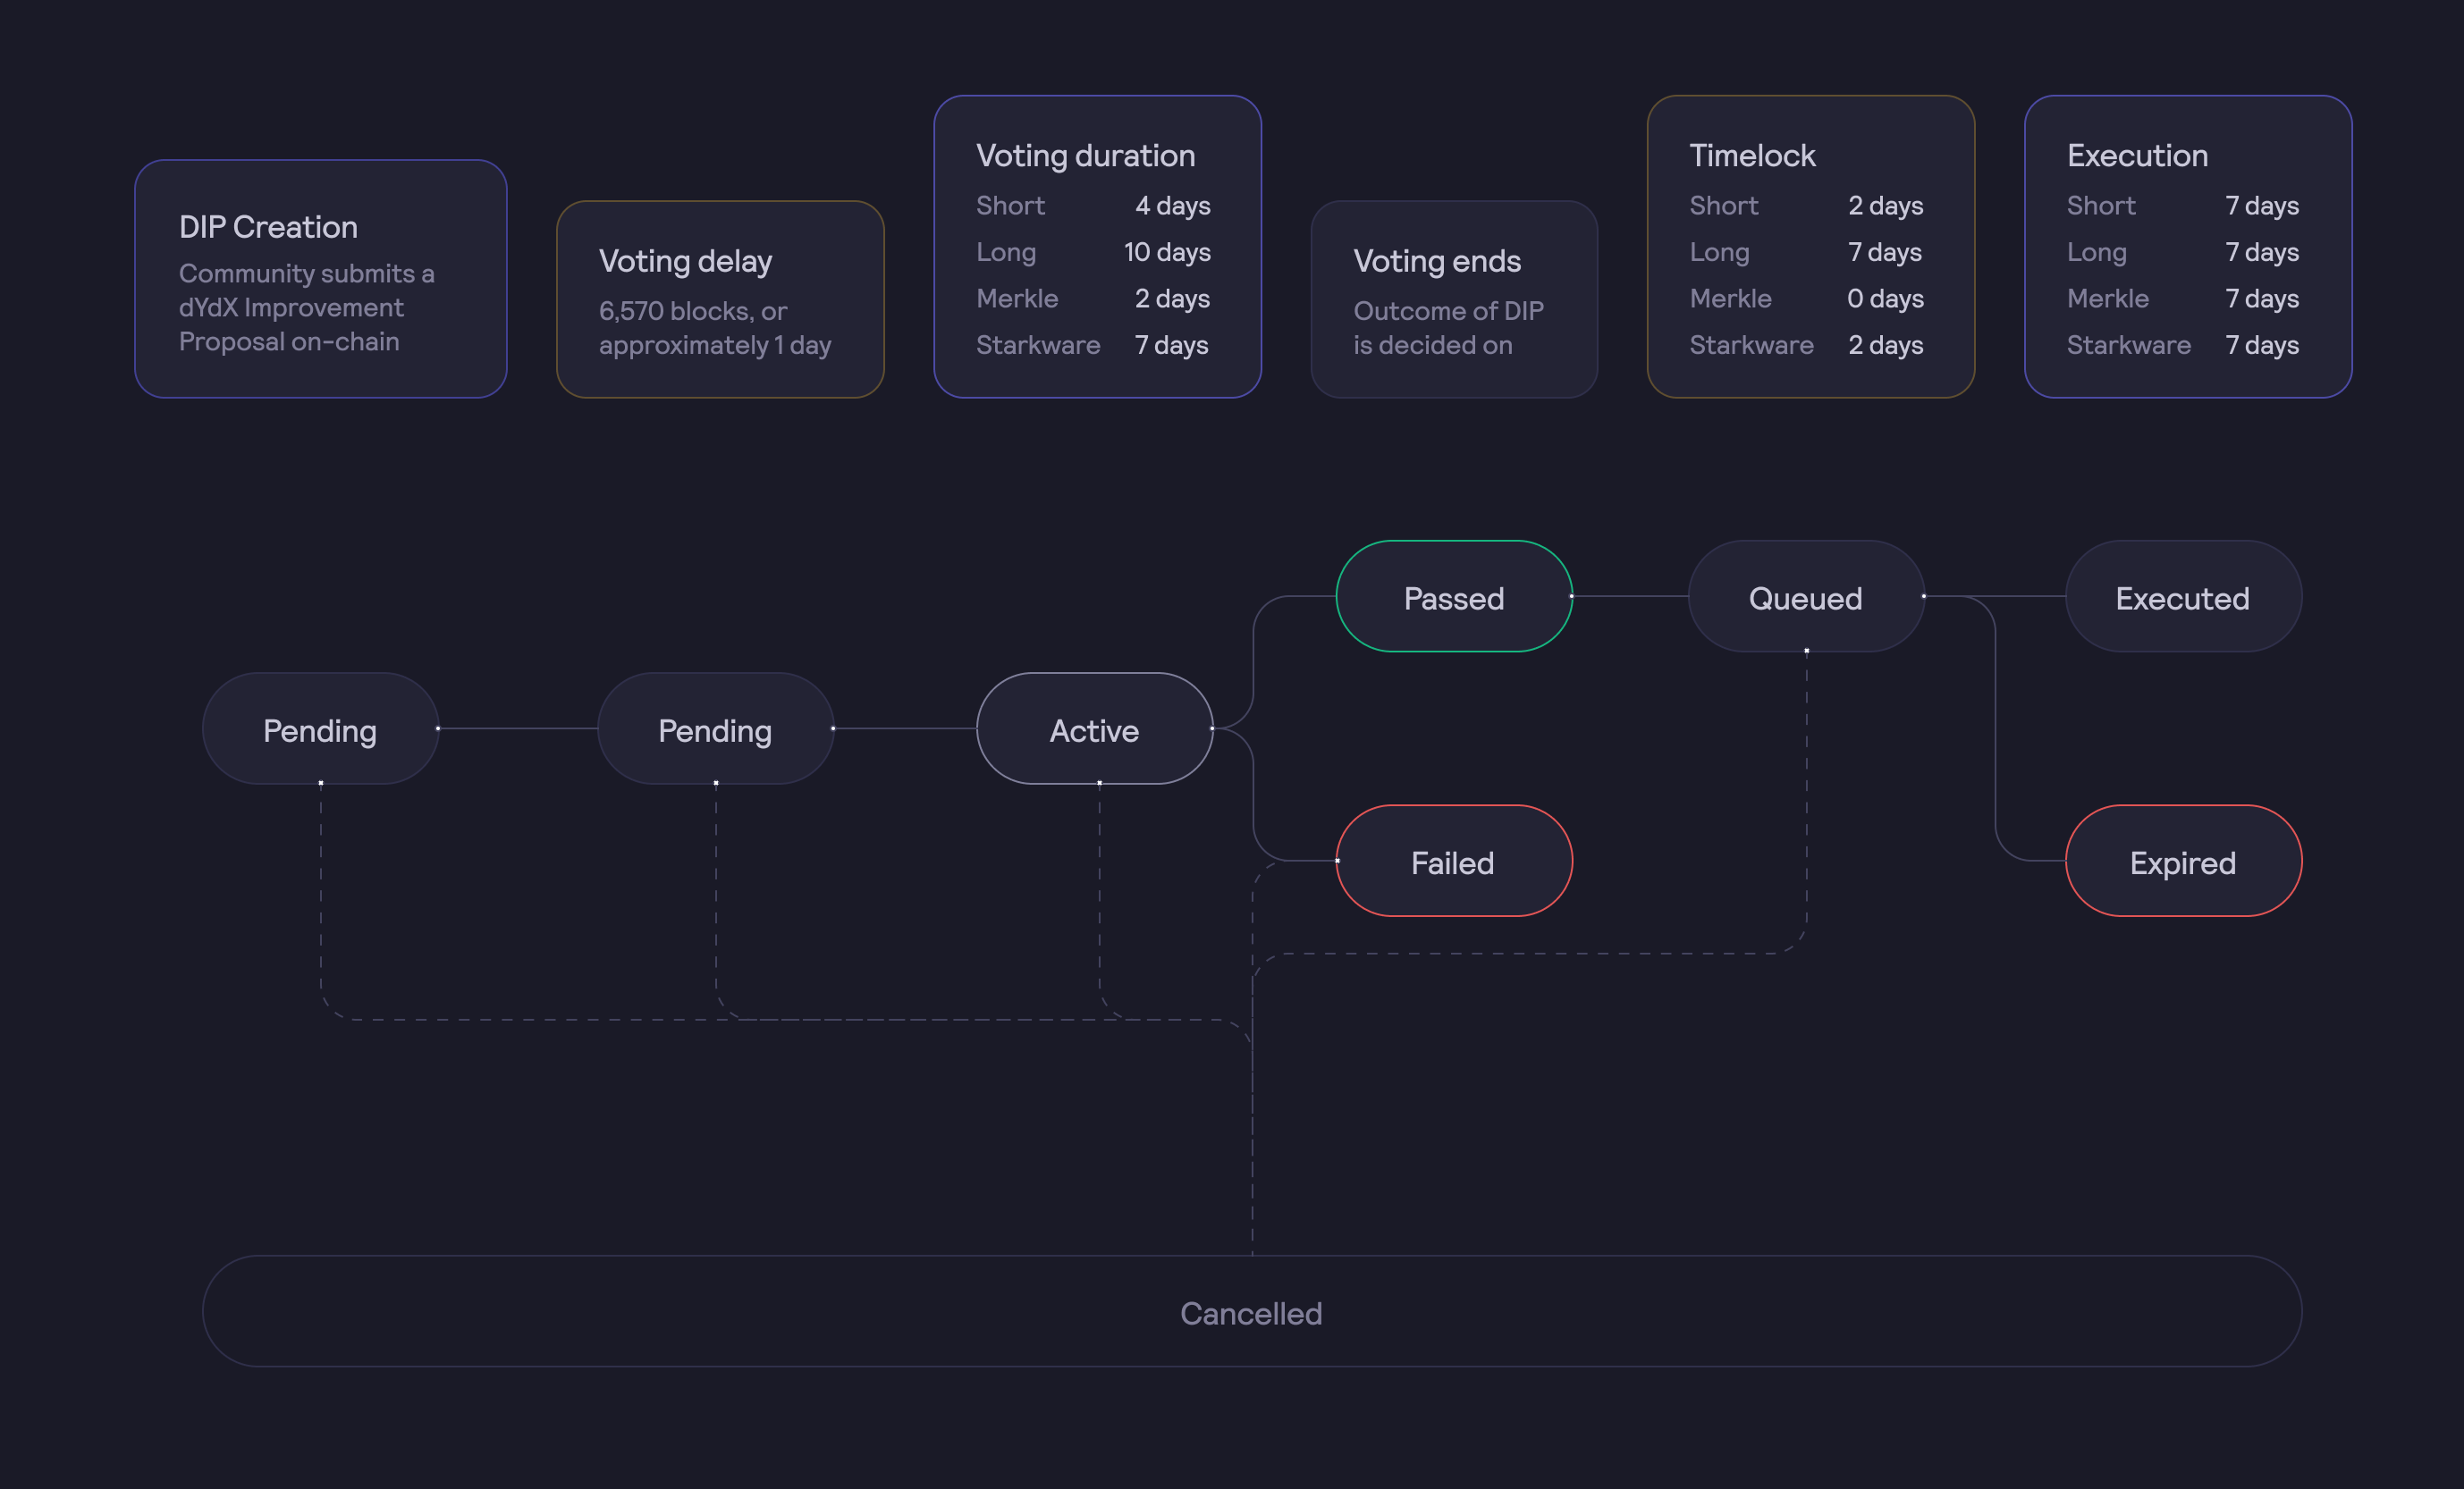 DIP Creation
Community submits a
dYdX Improvement
Proposal on-chain
Voting delay
6,570 blocks, or
approximately 1 day
Voting duration
Short 4 days
Long 10 days
Merkle 2 days
Starkware 7 days
Voting ends
Outcome of DIP
is decided on
Timelock
Short 2 days
Long 7 days
Merkle 0 days
Starkware 2 days
Execution
Short 7 days
Long 7 days
Merkle 7 days
Starkware 7 days
Pending
Pending
Active
Passed
Queued
Executed
Failed
Expired
Cancelled